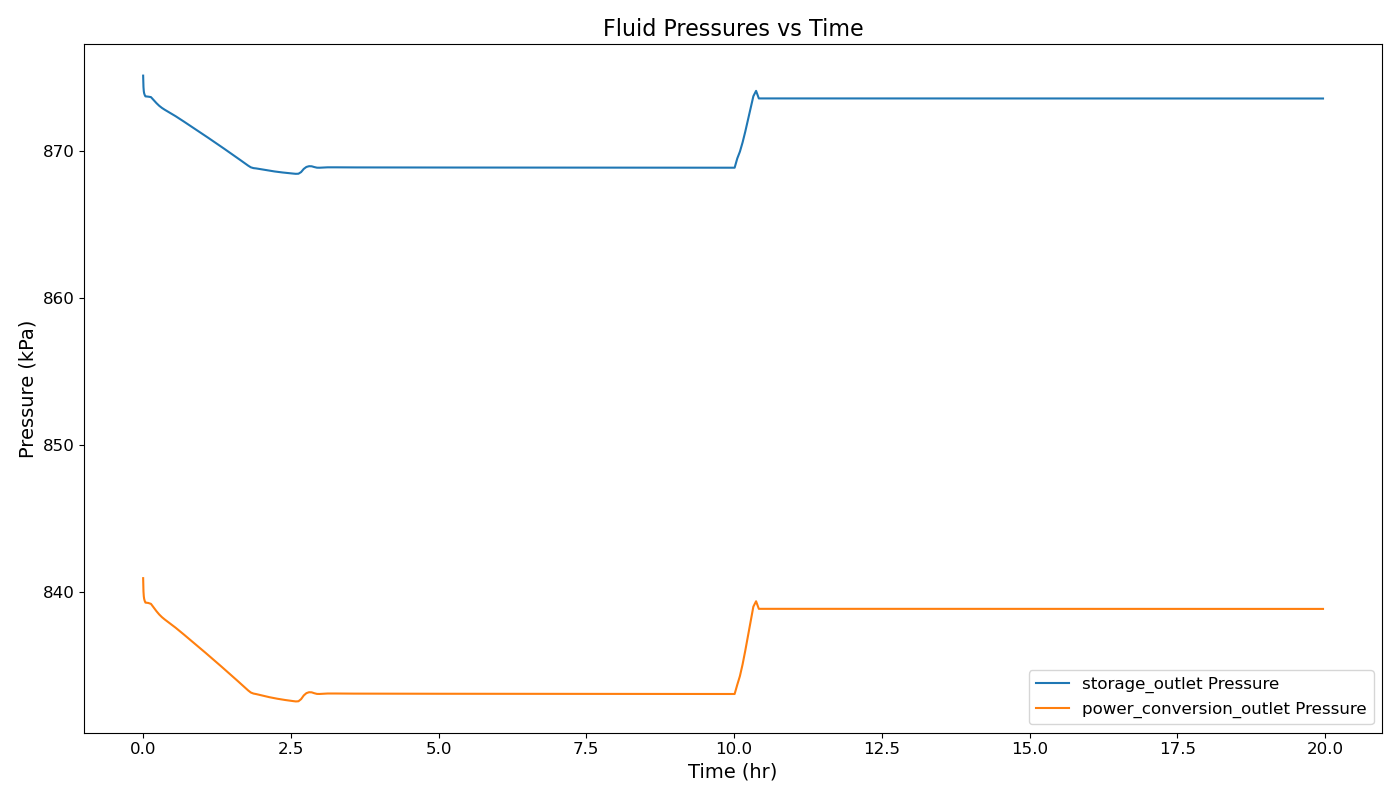 Fluid Pressures vs Time
Pressure (kPa)
870
860
850
840
0.0 2.5 5.0 7.5 10.0 12.5 15.0 17.5 20.0
Time (hr)
storage_outlet Pressure
power_conversion_outlet Pressure